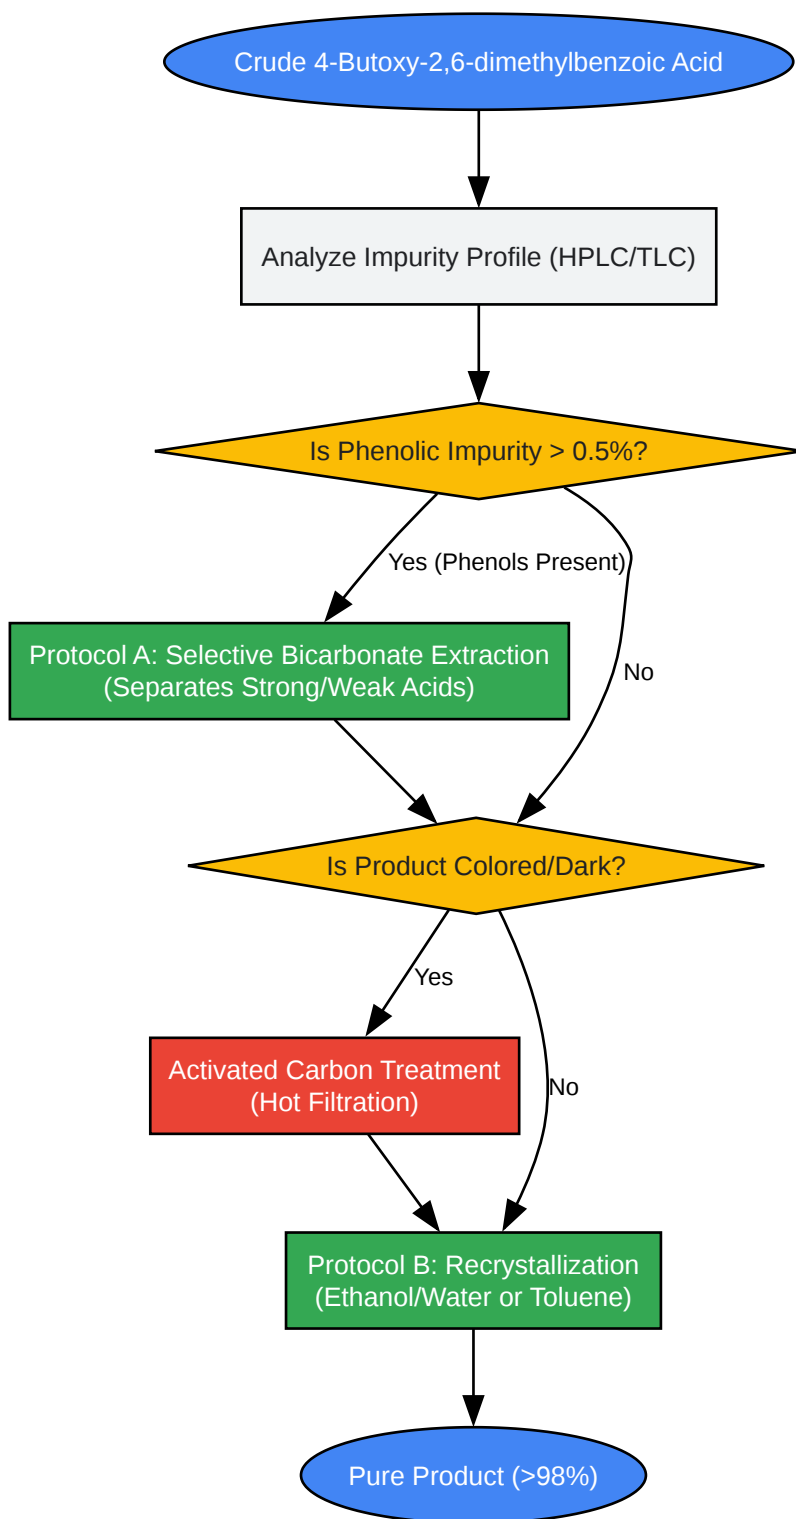 Crude 4-Butoxy-2,6-dimethylbenzoic Acid
Analyze Impurity Profile (HPLC/TLC)
Is Phenolic Impurity > 0.5%?
Yes (Phenols Present)
Protocol A: Selective Bicarbonate Extraction
(Separates Strong/Weak Acids)
No
Is Product Colored/Dark?
Yes
Activated Carbon Treatment
(Hot Filtration)
No
Protocol B: Recrystallization
(Ethanol/Water or Toluene)
Pure Product (>98%)